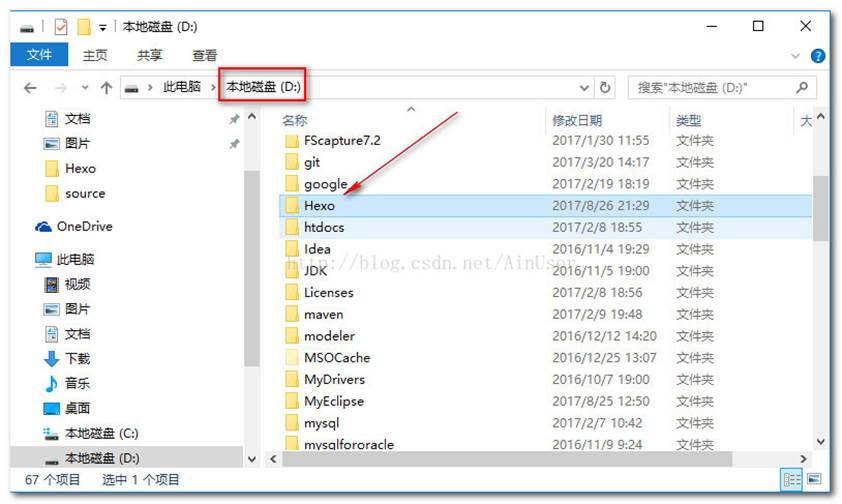 本地磁盘 (D:)
文件 主页 共享 查看
此电脑 本地磁盘 (D:) 搜索"本地磁盘 (D:)"
文档
图片
Hexo
source
OneDrive
此电脑
视频
图片
文档
下载
音乐
桌面
本地磁盘 (C:)
本地磁盘 (D:)
名称 修改日期 类型 大
FScapture7.2 2017/1/30 11:55 文件夹
git 2017/3/20 14:17 文件夹
google 2017/2/19 18:19 文件夹
Hexo 2017/8/26 21:29 文件夹
htdocs 2017/2/8 18:55 文件夹
Idea 2016/11/4 19:29 文件夹
http://blog.csdn.net/AinUser
JDK 2016/11/5 19:00 文件夹
Licenses 2017/2/8 18:56 文件夹
maven 2017/2/9 19:48 文件夹
modeler 2016/12/12 14:20 文件夹
MSOCache 2016/12/25 13:07 文件夹
MyDrivers 2016/10/7 19:00 文件夹
MyEclipse 2017/8/25 12:50 文件夹
mysql 2017/2/7 10:42 文件夹
mysqlfororacle 2016/11/9 9:24 文件夹
67 个项目 选中 1 个项目